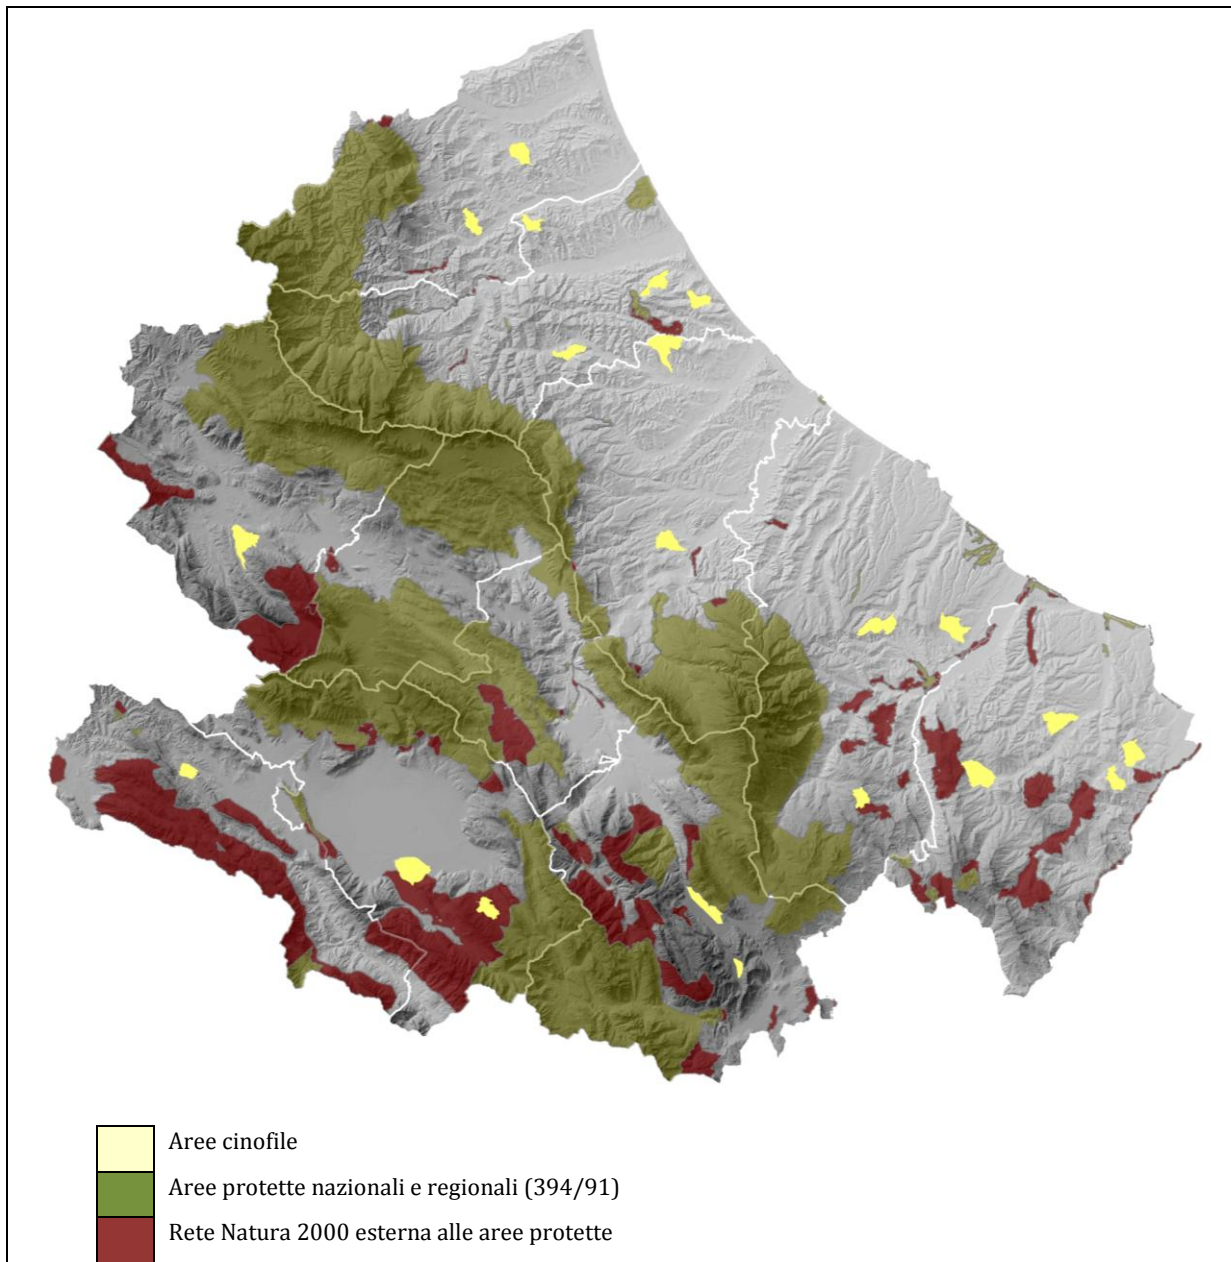 Aree cinofile
Aree protette nazionali e regionali (394/91)
Rete Natura 2000 esterna alle aree protette